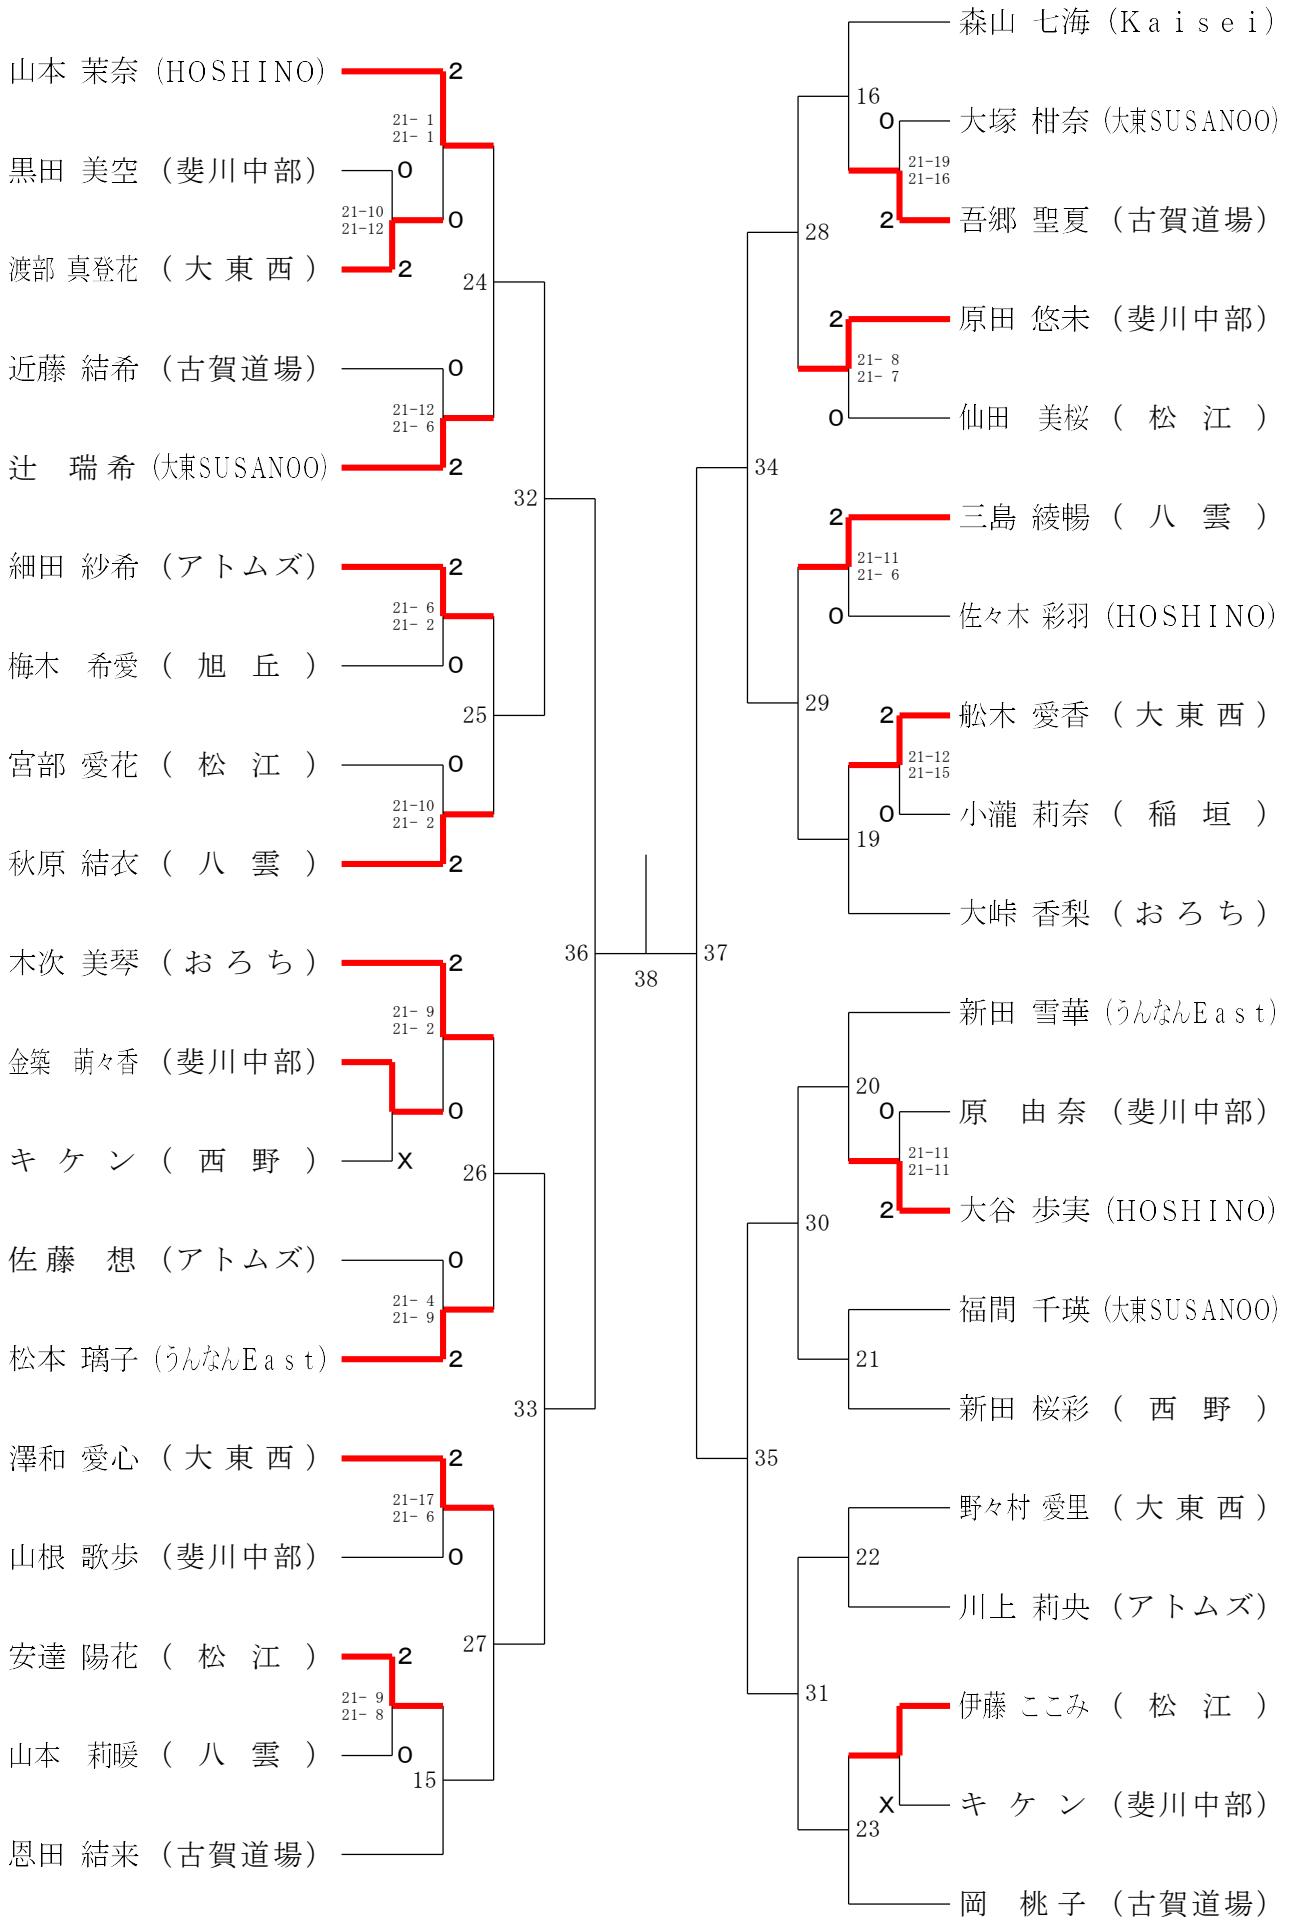 山本 茉奈 (HOSHINO) 2
21- 1
21- 1
黒田 美空 (斐川中部) 0
21-10
21-12
0
渡部 真登花 (大東西) 2
24
近藤 結希 (古賀道場) 0
21-12
21- 6
辻 瑞希 (大東SUSANOO) 2
32
細田 紗希 (アトムズ) 2
21- 6
21- 2
梅木 希愛 (旭丘) 0
25
宮部 愛花 (松江) 0
21-10
21- 2
秋原 結衣 (八雲) 2
36
木次 美琴 (おろち) 2
21- 9
21- 2
金築 萌々香 (斐川中部)
0
キケン (西野) X
26
佐藤 想 (アトムズ) 0
21- 4
21- 9
松本 璃子 (うんなんEast) 2
33
澤和 愛心 (大東西) 2
21-17
21- 6
山根 歌歩 (斐川中部) 0
27
安達 陽花 (松江) 2
21- 9
21- 8
山本 莉暖 (八雲) 0
15
恩田 結来 (古賀道場)
38
森山 七海 (Kaisei)
16
0 大塚 柑奈 (大東SUSANOO)
21-19
21-16
2 吾郷 聖夏 (古賀道場)
28
2 原田 悠未 (斐川中部)
21- 8
21- 7
0 仙田 美桜 (松江)
34
2 三島 綾暢 (八雲)
21-11
21- 6
0 佐々木 彩羽 (HOSHINO)
29
2 舩木 愛香 (大東西)
21-12
21-15
0 小瀧 莉奈 (稲垣)
19
大峠 香梨 (おろち)
37
新田 雪華 (うんなんEast)
20
0 原 由奈 (斐川中部)
21-11
21-11
2 大谷 歩実 (HOSHINO)
30
福間 千瑛 (大東SUSANOO)
21
新田 桜彩 (西野)
35
野々村 愛里 (大東西)
22
川上 莉央 (アトムズ)
31
伊藤 ここみ (松江)
X キケン (斐川中部)
23
岡 桃子 (古賀道場)